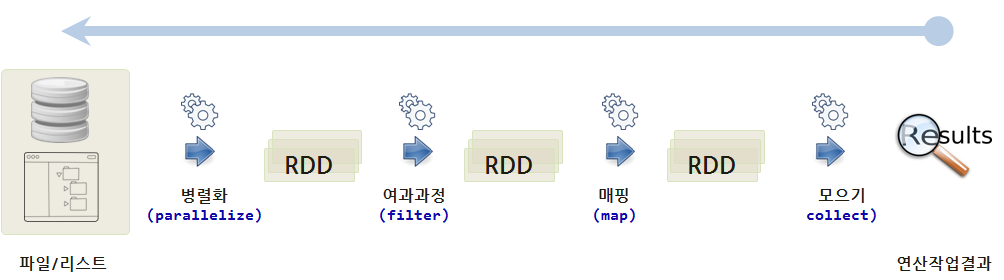 RDD
RDD
RDD
Results
병렬화
(parallelize)
여과과정
(filter)
매핑
(map)
모으기
collect)
파일/리스트
연산작업결과